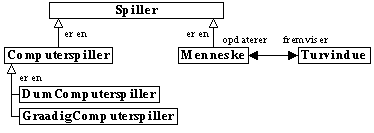 Spiller
er en
er en
opdaterer
fremviser
Computerspiller
Menneske
Turvindue
er en
DumComputerspiller
GraadigComputerspiller